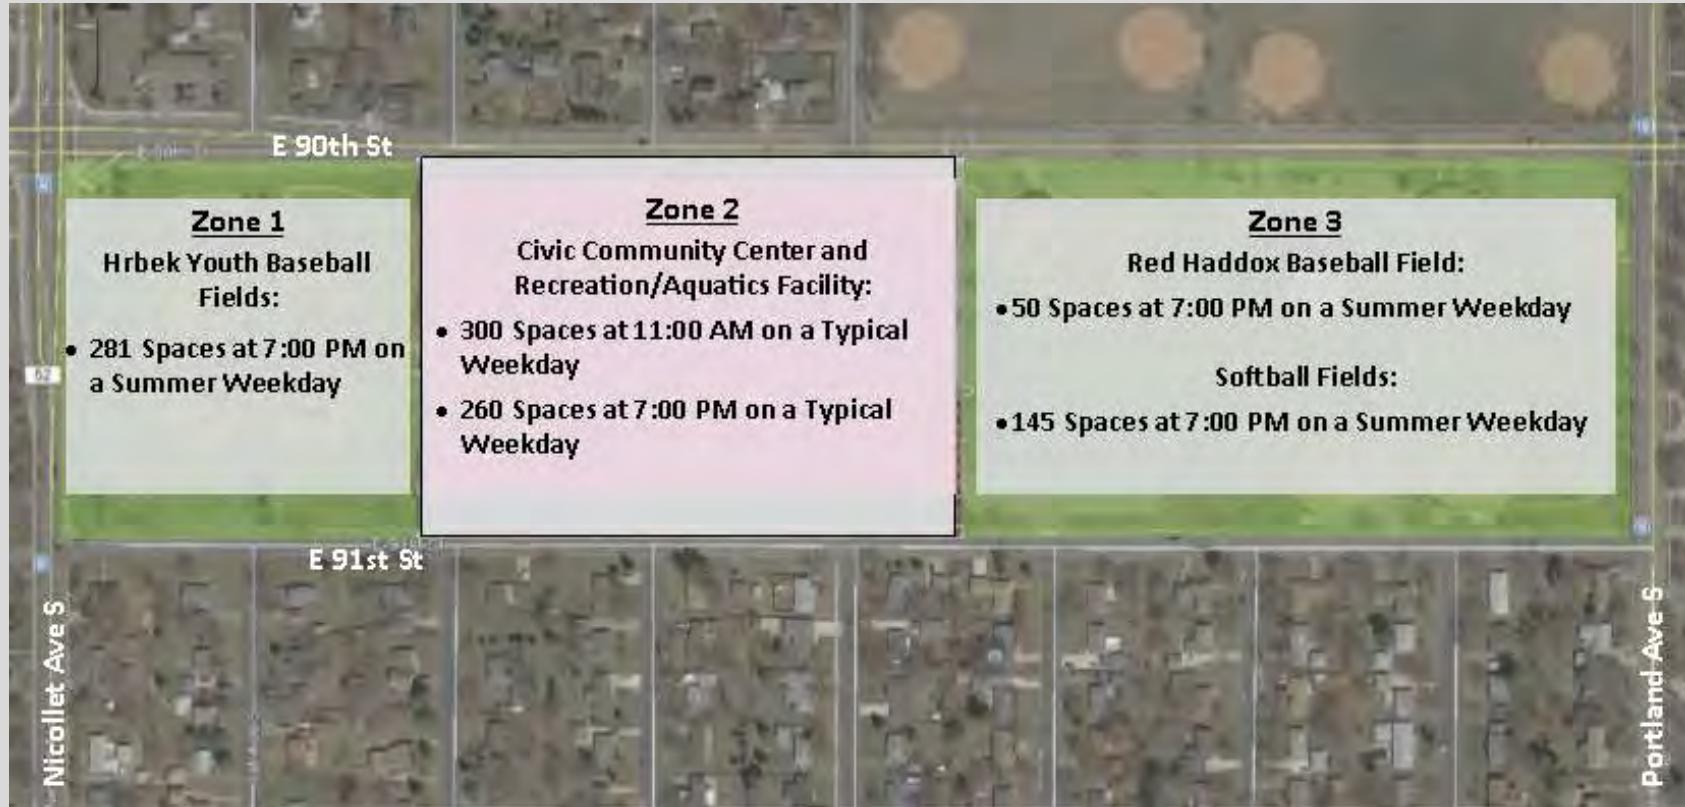 E 90th St
Zone 1
Hrbek Youth Baseball
Fields:
• 281 Spaces at 7:00 PM on
a Summer Weekday
Zone 2
Civic Community Center and
Recreation/Aquatics Facility:
• 300 Spaces at 11:00 AM on a Typical
Weekday
• 260 Spaces at 7:00 PM on a Typical
Weekday
Zone 3
Red Haddox Baseball Field:
• 50 Spaces at 7:00 PM on a Summer Weekday
Softball Fields:
• 145 Spaces at 7:00 PM on a Summer Weekday
E 91st St
Nicollet Ave S
Portland Ave S